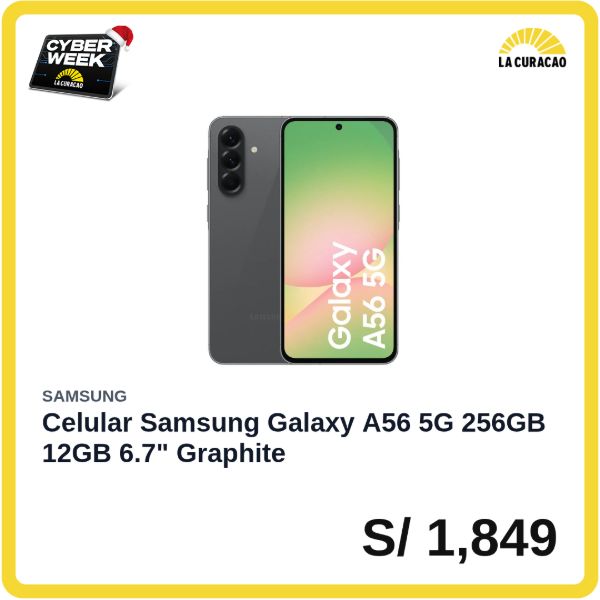 CYBER
WEEK
LA CURACAO
LA CURACAO
Galaxy
A56 5G
SAMSUNG
SAMSUNG
Celular Samsung Galaxy A56 5G 256GB
12GB 6.7" Graphite
S/ 1,849